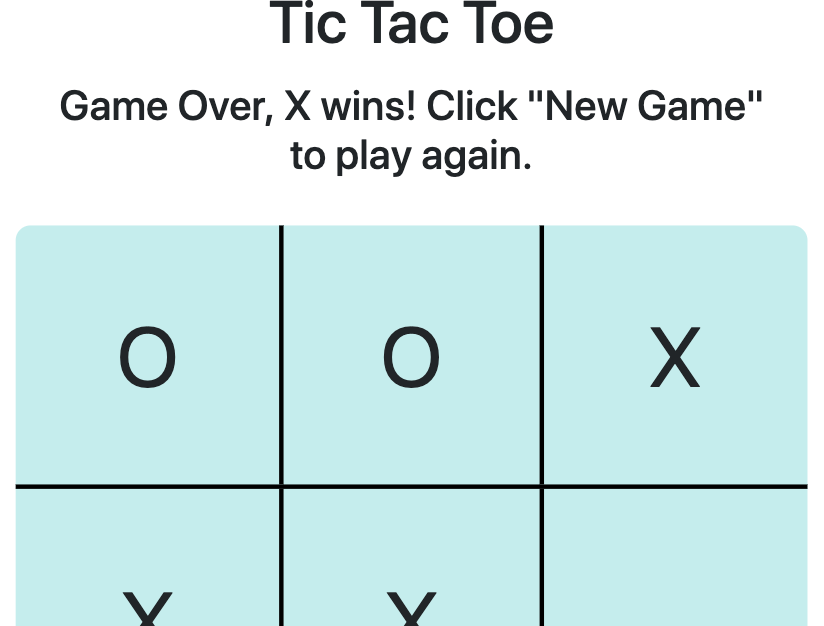 Tic Tac Toe
Game Over, X wins! Click "New Game"
to play again.
O O X
X X